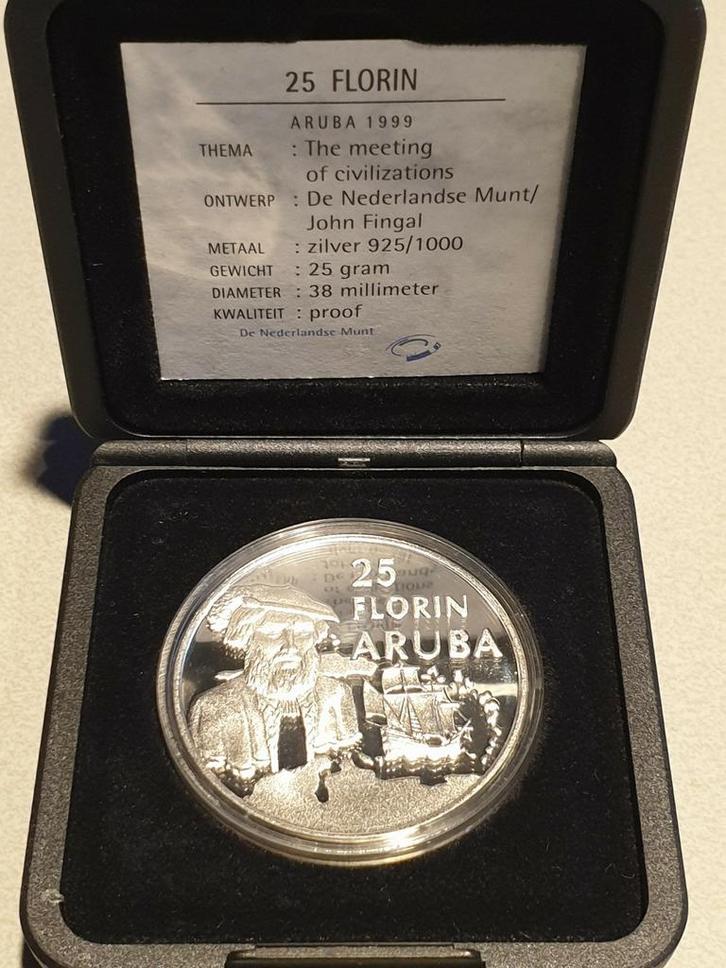 25 FLORIN
ARUBA 1999
THEMA : The meeting
of civilizations
ONTWERP : De Nederlandse Munt/
John Fingal
METAAL : zilver 925/1000
GEWICHT : 25 gram
DIAMETER : 38 millimeter
KWALITEIT : proof
De Nederlandse Munt
25
FLORIN
ARUBA